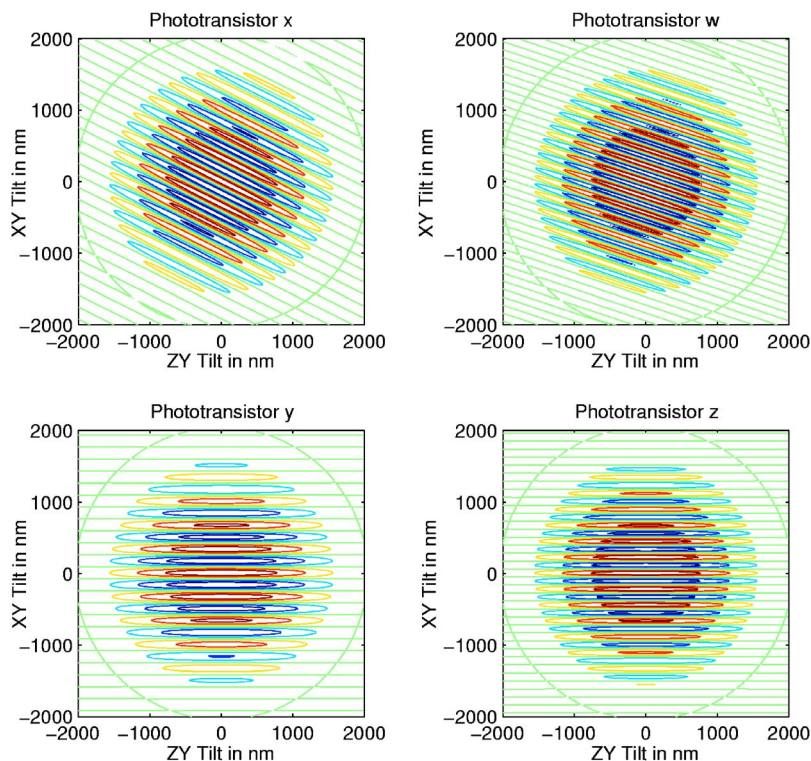 Phototransistor x
2000
1000
0
−1000
−2000
−2000 −1000 0 1000 2000
XY Tilt in nm
ZY Tilt in nm
Phototransistor w
2000
1000
0
−1000
−2000
−2000 −1000 0 1000 2000
XY Tilt in nm
ZY Tilt in nm
Phototransistor y
2000
1000
0
−1000
−2000
−2000 −1000 0 1000 2000
XY Tilt in nm
ZY Tilt in nm
Phototransistor z
2000
1000
0
−1000
−2000
−2000 −1000 0 1000 2000
XY Tilt in nm
ZY Tilt in nm